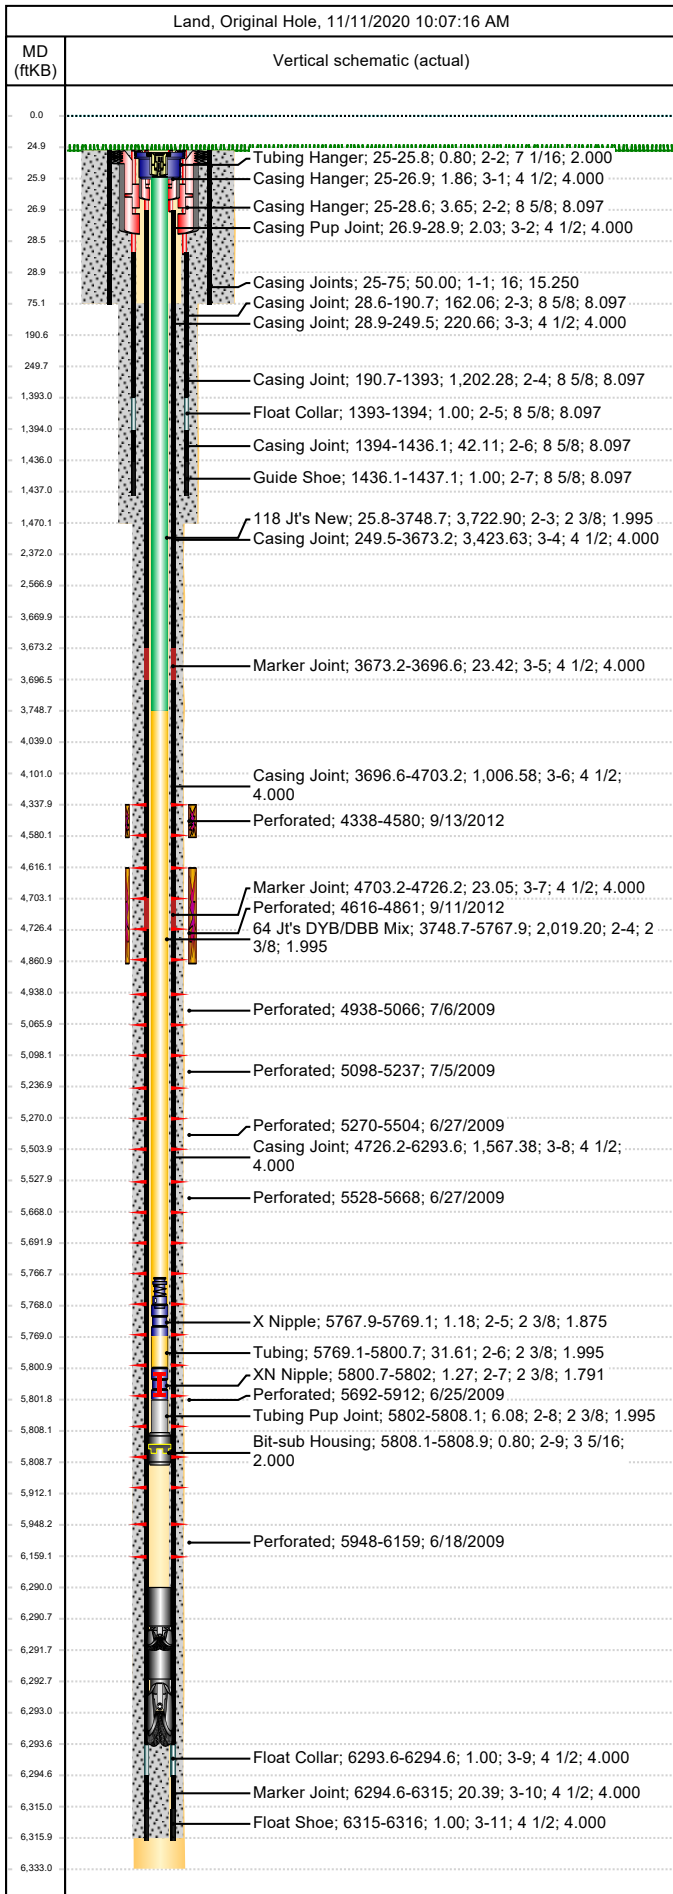 Land, Original Hole, 11/11/2020 10:07:16 AM
MD
(ftKB)
Vertical schematic (actual)
0.0
24.9
25.9
26.9
28.5
28.9
75.1
190.6
249.7
1,393.0
1,394.0
1,436.0
1,437.0
1,470.1
2,372.0
2,566.9
3,669.9
3,673.2
3,696.5
3,748.7
4,039.0
4,101.0
4,337.9
4,580.1
4,616.1
4,703.1
4,726.4
4,860.9
4,938.0
5,065.9
5,098.1
5,236.9
5,270.0
5,503.9
5,527.9
5,668.0
5,691.9
5,766.7
5,768.0
5,769.0
5,800.9
5,801.8
5,808.1
5,808.7
5,912.1
5,948.2
6,159.1
6,290.0
6,290.7
6,291.7
6,292.7
6,293.0
6,293.6
6,294.6
6,315.0
6,315.9
6,333.0
Tubing Hanger; 25-25.8; 0.80; 2-2; 7 1/16; 2.000
Casing Hanger; 25-26.9; 1.86; 3-1; 4 1/2; 4.000
Casing Hanger; 25-28.6; 3.65; 2-2; 8 5/8; 8.097
Casing Pup Joint; 26.9-28.9; 2.03; 3-2; 4 1/2; 4.000
Casing Joints; 25-75; 50.00; 1-1; 16; 15.250
Casing Joint; 28.6-190.7; 162.06; 2-3; 8 5/8; 8.097
Casing Joint; 28.9-249.5; 220.66; 3-3; 4 1/2; 4.000
Casing Joint; 190.7-1393; 1,202.28; 2-4; 8 5/8; 8.097
Float Collar; 1393-1394; 1.00; 2-5; 8 5/8; 8.097
Casing Joint; 1394-1436.1; 42.11; 2-6; 8 5/8; 8.097
Guide Shoe; 1436.1-1437.1; 1.00; 2-7; 8 5/8; 8.097
118 Jt's New; 25.8-3748.7; 3,722.90; 2-3; 2 3/8; 1.995
Casing Joint; 249.5-3673.2; 3,423.63; 3-4; 4 1/2; 4.000
Marker Joint; 3673.2-3696.6; 23.42; 3-5; 4 1/2; 4.000
Casing Joint; 3696.6-4703.2; 1,006.58; 3-6; 4 1/2;
4.000
Perforated; 4338-4580; 9/13/2012
Marker Joint; 4703.2-4726.2; 23.05; 3-7; 4 1/2; 4.000
Perforated; 4616-4861; 9/11/2012
64 Jt's DYB/DBB Mix; 3748.7-5767.9; 2,019.20; 2-4; 2
3/8; 1.995
Perforated; 4938-5066; 7/6/2009
Perforated; 5098-5237; 7/5/2009
Perforated; 5270-5504; 6/27/2009
Casing Joint; 4726.2-6293.6; 1,567.38; 3-8; 4 1/2;
4.000
Perforated; 5528-5668; 6/27/2009
X Nipple; 5767.9-5769.1; 1.18; 2-5; 2 3/8; 1.875
Tubing; 5769.1-5800.7; 31.61; 2-6; 2 3/8; 1.995
XN Nipple; 5800.7-5802; 1.27; 2-7; 2 3/8; 1.791
Perforated; 5692-5912; 6/25/2009
Tubing Pup Joint; 5802-5808.1; 6.08; 2-8; 2 3/8; 1.995
Bit-sub Housing; 5808.1-5808.9; 0.80; 2-9; 3 5/16;
2.000
Perforated; 5948-6159; 6/18/2009
Float Collar; 6293.6-6294.6; 1.00; 3-9; 4 1/2; 4.000
Marker Joint; 6294.6-6315; 20.39; 3-10; 4 1/2; 4.000
Float Shoe; 6315-6316; 1.00; 3-11; 4 1/2; 4.000